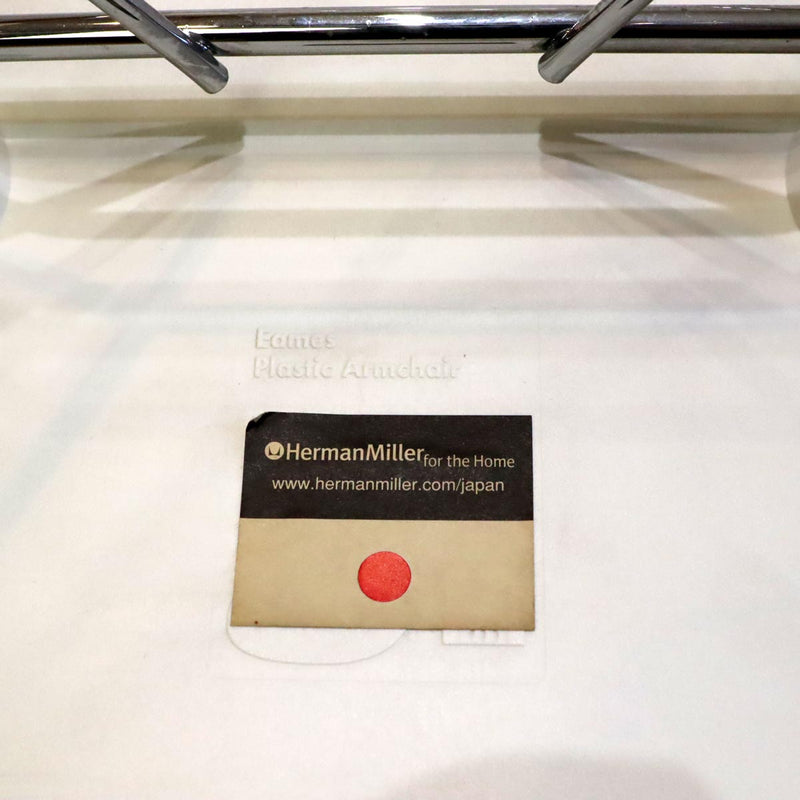 Eames
Plastic Armchair
HermanMiller for the Home
www.hermanmiller.com/japan